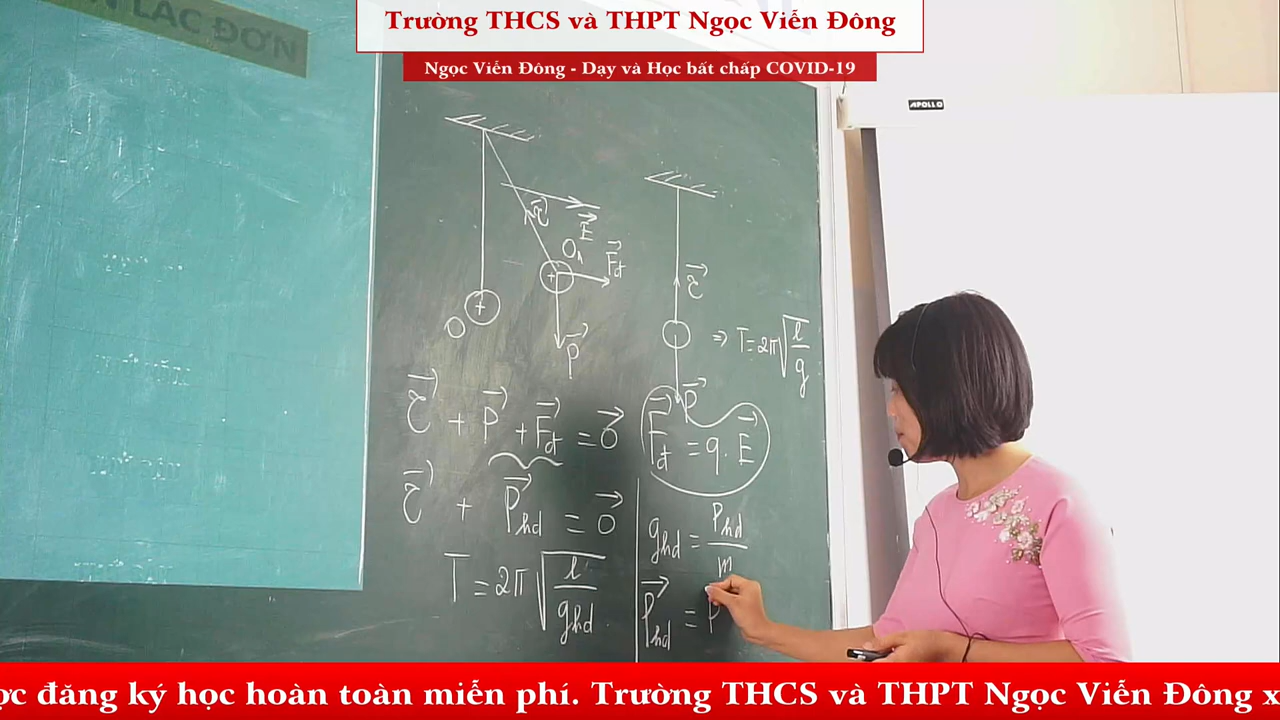 Trường THCS và THPT Ngọc Viễn Đông
Ngọc Viễn Đông - Dạy và Học bất chấp COVID-19
LẮC ĐƠN
APOLLO
τ⃗
E⃗
O₁
F⃗đ
+
+
O
P⃗
τ⃗
⇒ T = 2π√(l/g)
P⃗
τ⃗ + P⃗ + F⃗đ = 0⃗
F⃗đ = q. E⃗
τ⃗ + P⃗hd = 0⃗
ghd = Phd/m
T = 2π√(l/ghd).
P⃗hd = P
ợc đăng ký học hoàn toàn miễn phí. Trường THCS và THPT Ngọc Viễn Đông x